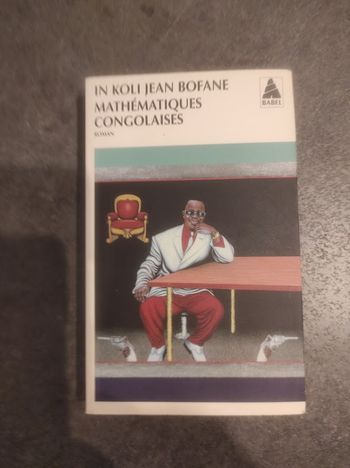 IN KOLI JEAN BOFANE
MATHÉMATIQUES
CONGOLAISES
ROMAN
BABEL